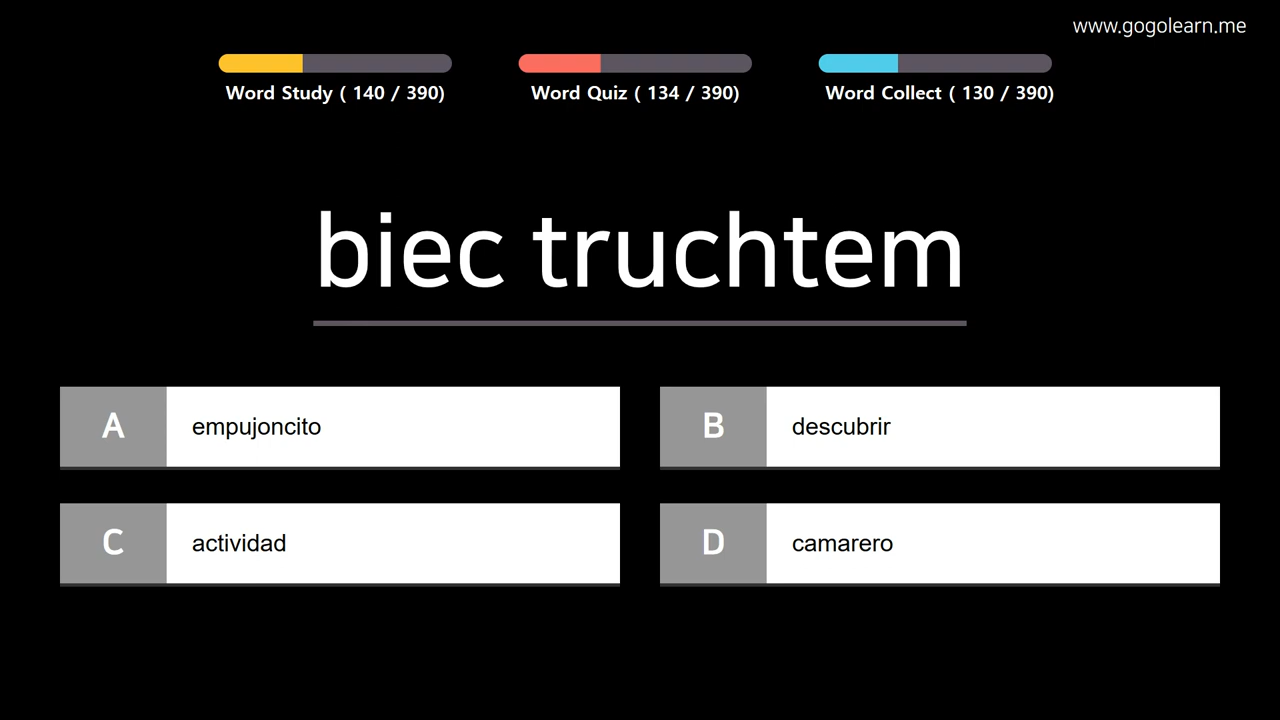 www.gogolearn.me
Word Study ( 140 / 390)
Word Quiz ( 134 / 390)
Word Collect ( 130 / 390)
biec truchtem
A empujoncito
B descubrir
C actividad
D camarero